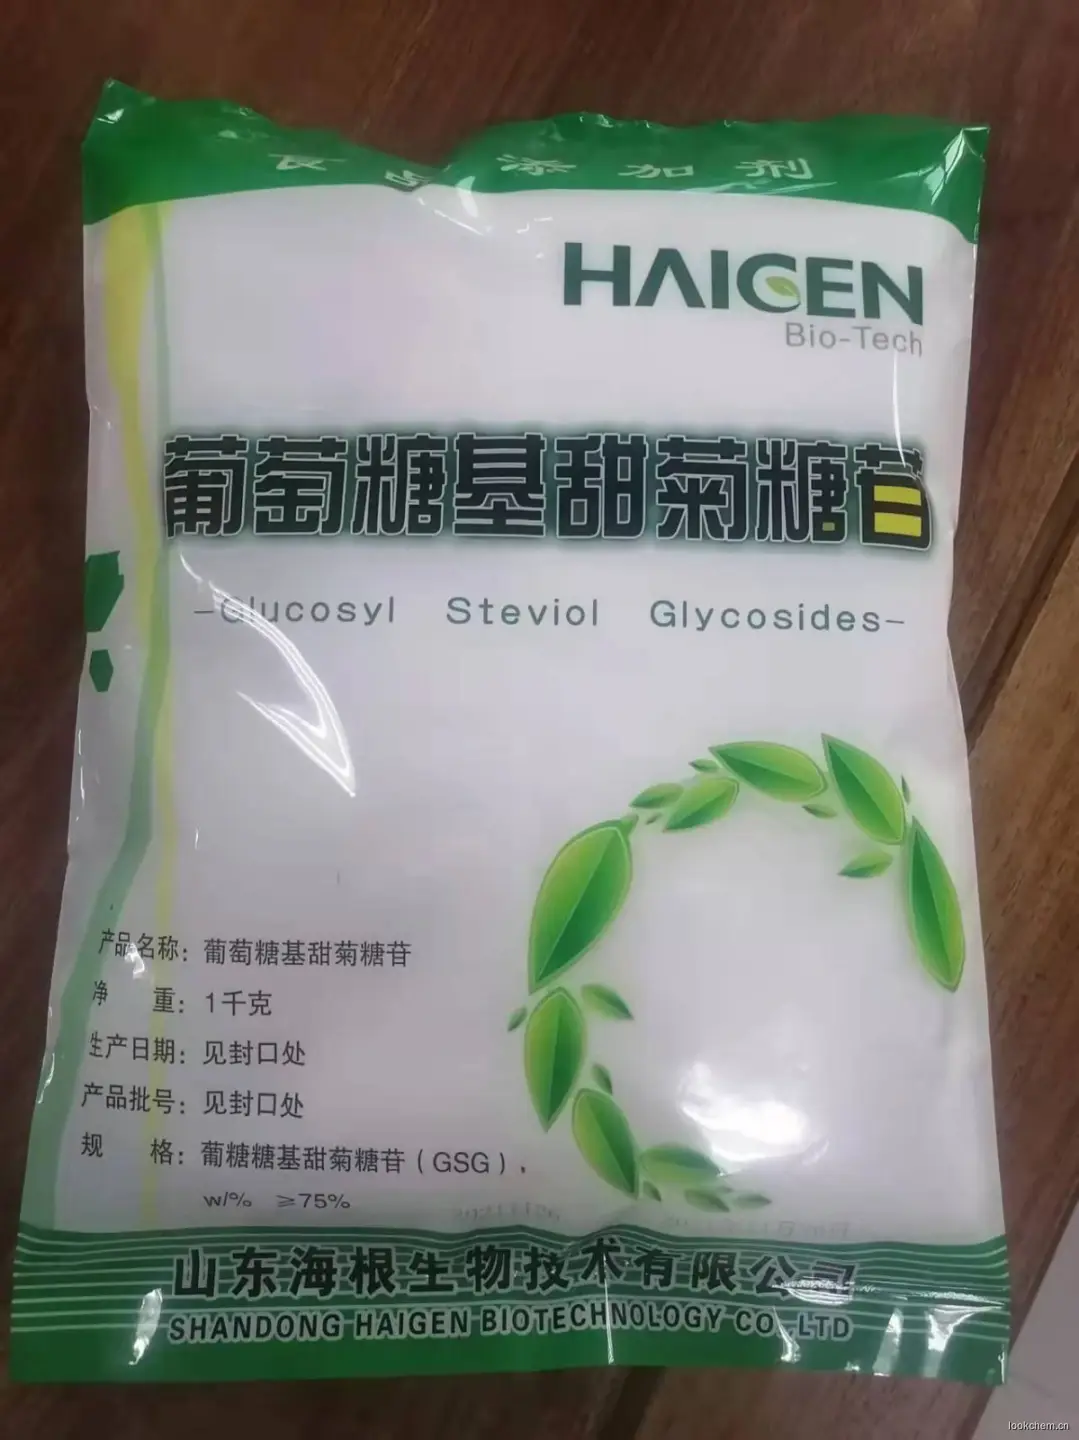 食品添加剂
HAIGEN
Bio-Tech
葡萄糖基甜菊糖苷
-Glucosyl Steviol Glycosides-
产品名称：葡萄糖基甜菊糖苷
净 重：1千克
生产日期：见封口处
产品批号：见封口处
规 格：葡糖糖基甜菊糖苷（GSG），
w/% ≥75%
20211126
山东海根生物技术有限公司
SHANDONG HAIGEN BIOTECHNOLOGY CO.,LTD
lookchem.cn